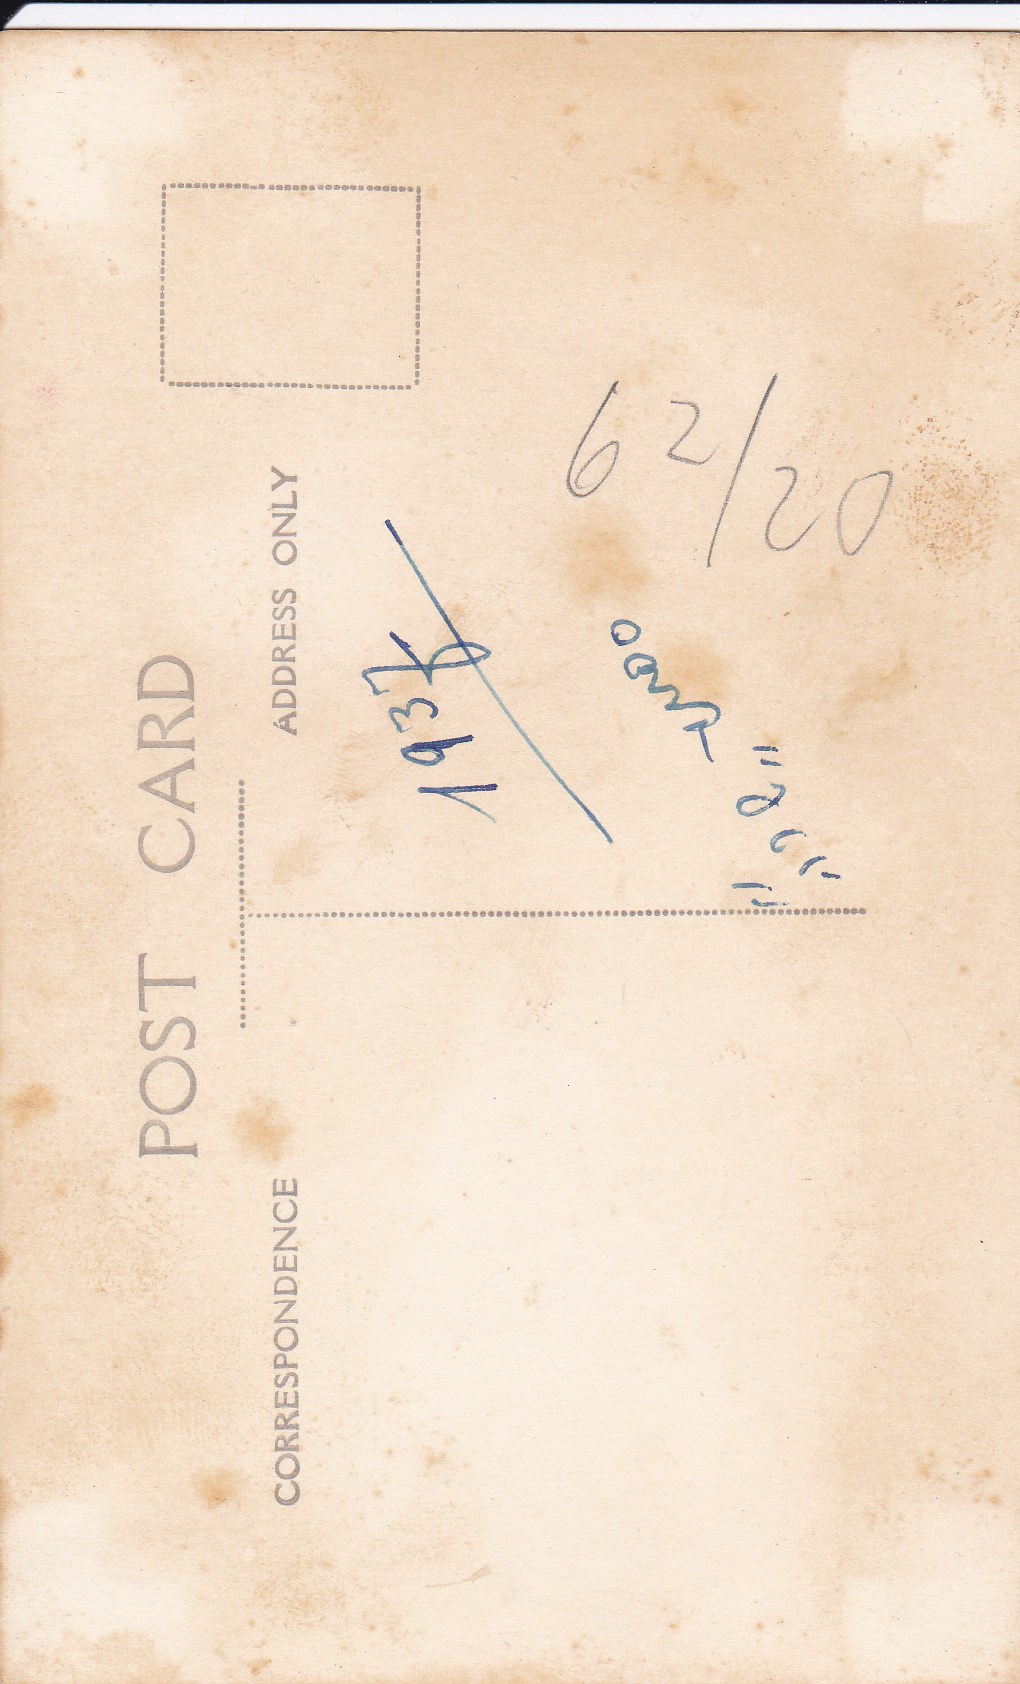 POST CARD
CORRESPONDENCE
ADDRESS ONLY
1937
62/20